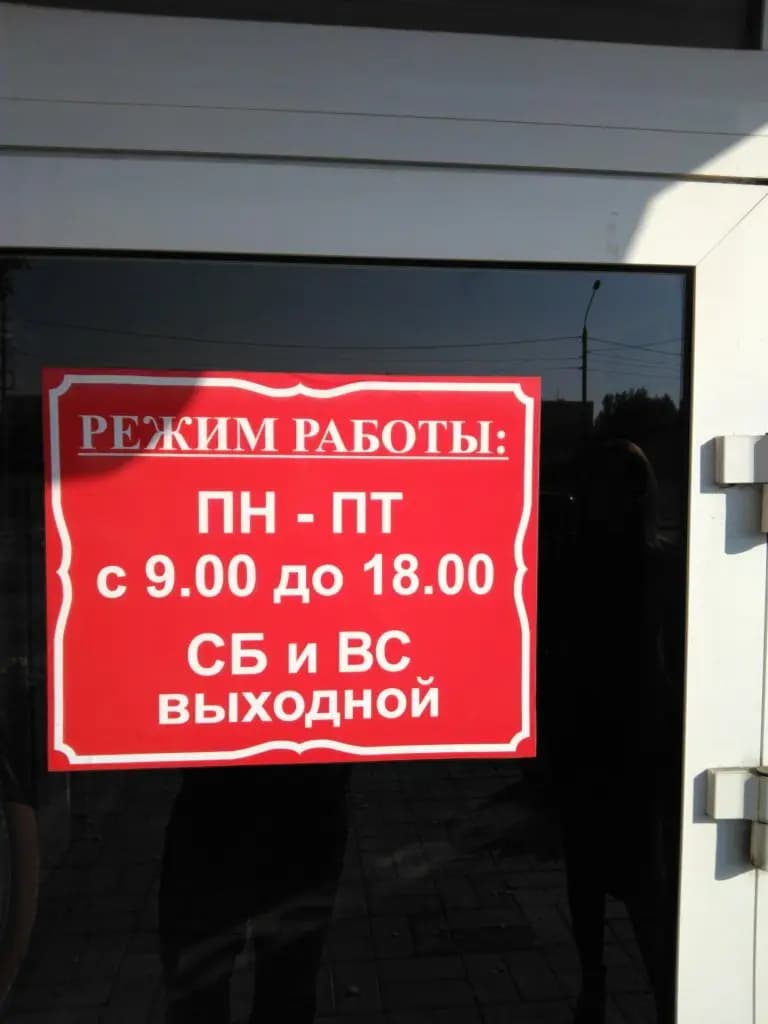 РЕЖИМ РАБОТЫ:
ПН - ПТ
с 9.00 до 18.00
СБ и ВС
выходной